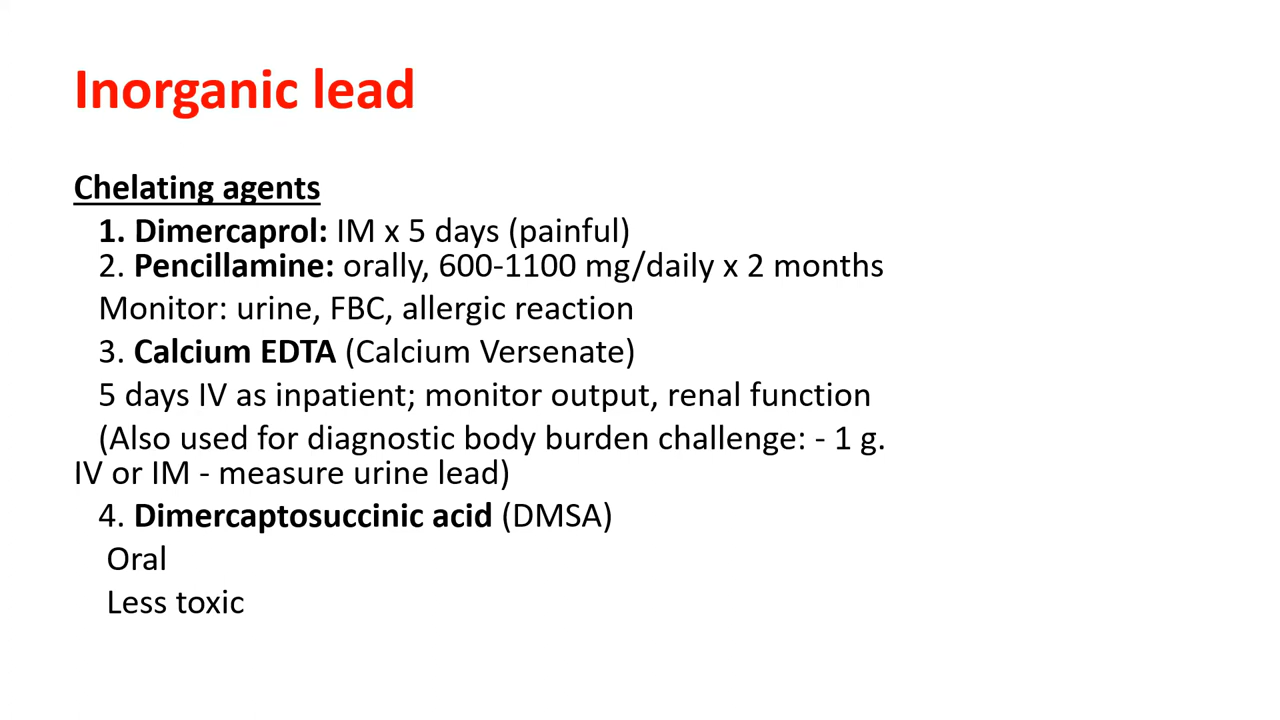 Inorganic lead
Chelating agents
1. Dimercaprol: IM x 5 days (painful)
2. Pencillamine: orally, 600-1100 mg/daily x 2 months
Monitor: urine, FBC, allergic reaction
3. Calcium EDTA (Calcium Versenate)
5 days IV as inpatient; monitor output, renal function
(Also used for diagnostic body burden challenge: - 1 g.
IV or IM - measure urine lead)
4. Dimercaptosuccinic acid (DMSA)
Oral
Less toxic